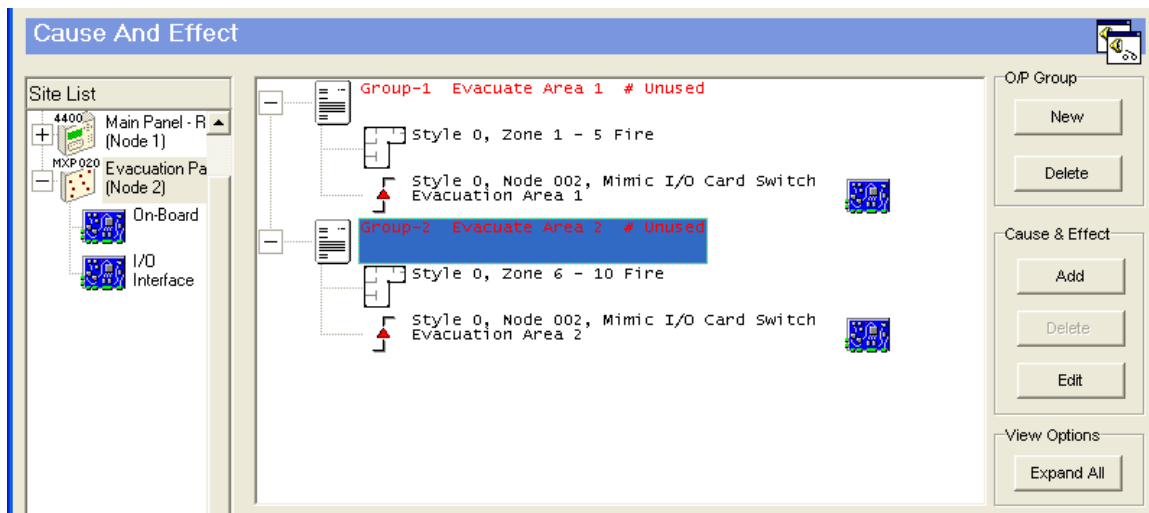 Cause And Effect
Site List
4400
Main Panel - R
(Node 1)
MXP020
Evacuation Pa
(Node 2)
On-Board
I/O
Interface
Group-1 Evacuate Area 1 # Unused
Style 0, Zone 1 - 5 Fire
Style 0, Node 002, Mimic I/O Card Switch
Evacuation Area 1
Group-2 Evacuate Area 2 # Unused
Style 0, Zone 6 - 10 Fire
Style 0, Node 002, Mimic I/O Card Switch
Evacuation Area 2
O/P Group
New
Delete
Cause & Effect
Add
Delete
Edit
View Options
Expand All